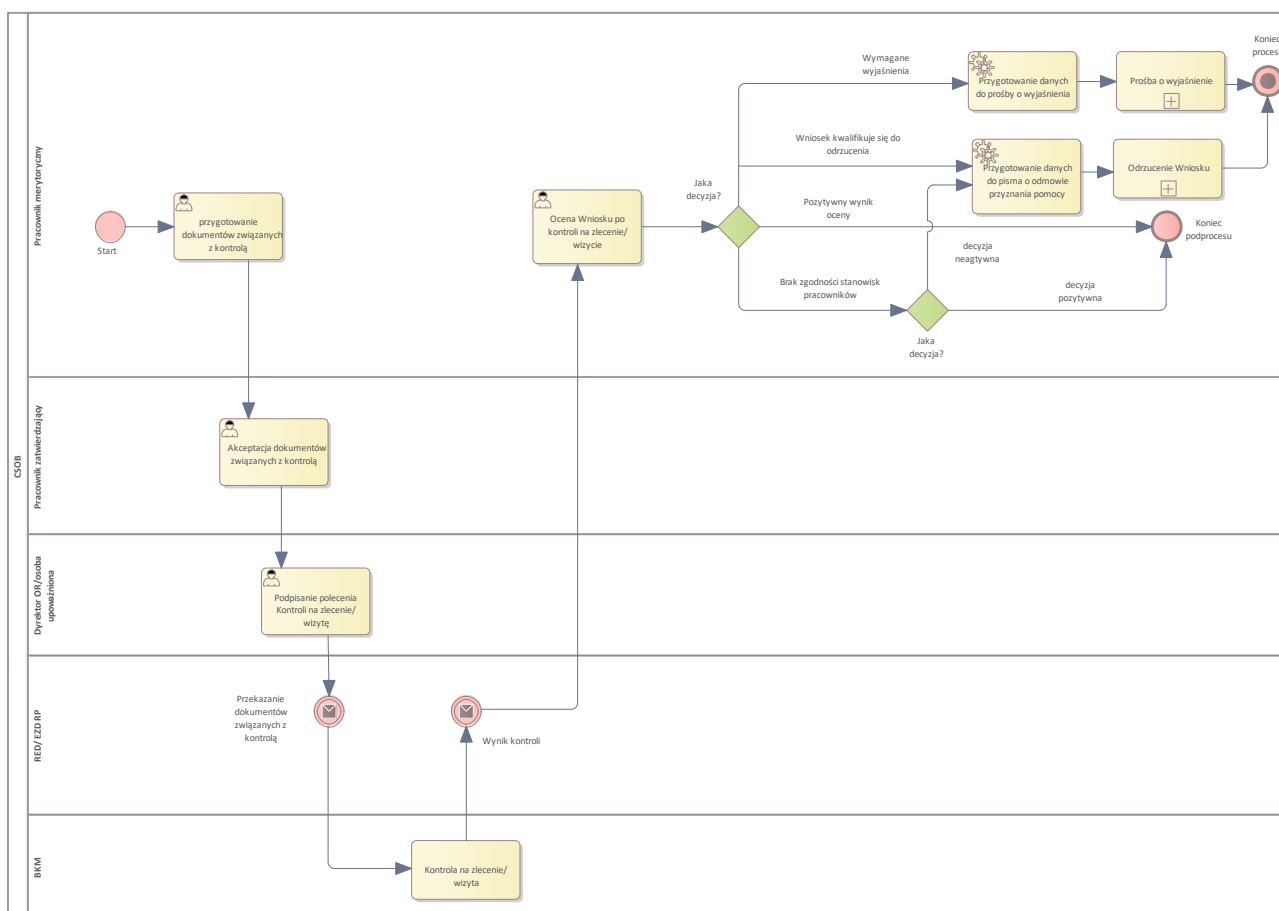 Koniec
proces
Wymagane
wyjaśnienia
Przygotowanie danych
do prośby o wyjaśnienia
Prośba o wyjaśnienie
Wniosek kwalifikuje się do
odrzucenia
Przygotowanie danych
do pisma o odmowie
przyznania pomocy
Odrzucenie Wniosku
Pracownik merytoryczny
Start
przygotowanie
dokumentów związanych
z kontrolą
Ocena Wniosku po
kontroli na zlecenie/
wizycie
Jaka
decyzja?
Pozytywny wynik
oceny
Koniec
podprocesu
decyzja
neagtywna
Brak zgodności stanowisk
pracowników
decyzja
pozytywna
Jaka
decyzja?
CSOB
Pracownik zatwierdzający
Akceptacja dokumentów
związanych z kontrolą
Dyrektor OR/osoba
upoważniona
Podpisanie polecenia
Kontroli na zlecenie/
wizytę
RED/ EZD RP
Przekazanie
dokumentów
związanych z
kontrolą
Wynik kontroli
BKM
Kontrola na zlecenie/
wizyta